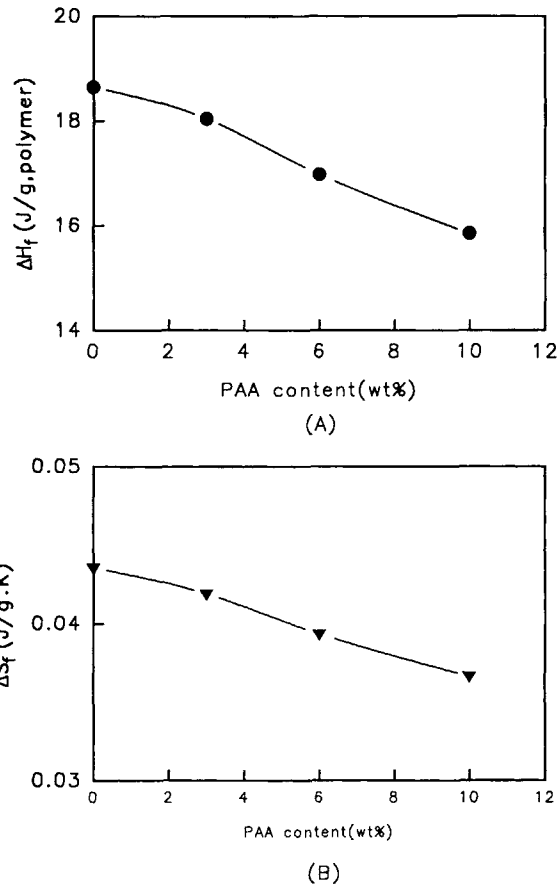 20
18
16
14
ΔH_f (J/g,polymer)
0 2 4 6 8 10 12
PAA content(wt%)
(A)
0.05
0.04
0.03
ΔS_f (J/g.K)
0 2 4 6 8 10 12
PAA content(wt%)
(B)